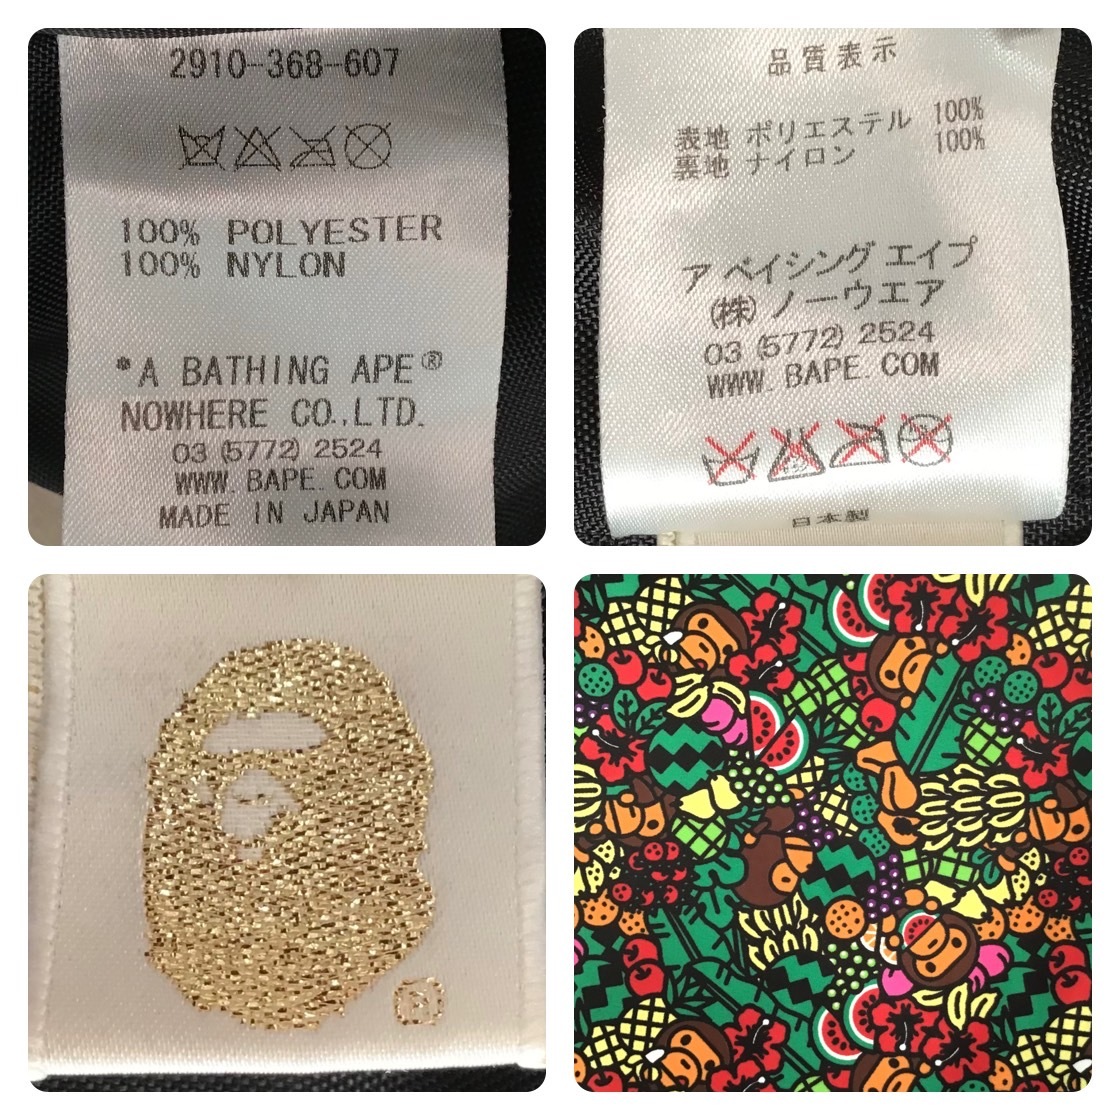 2910-368-607
100% POLYESTER
100% NYLON
*A BATHING APE®
NOWHERE CO.,LTD.
03 (5772) 2524
WWW. BAPE. COM
MADE IN JAPAN
品質表示
表地 ポリエステル 100%
裏地 ナイロン 100%
ア ベイシング エイプ
(株) ノーウエア
03 (5772) 2524
WWW. BAPE. COM
日本製